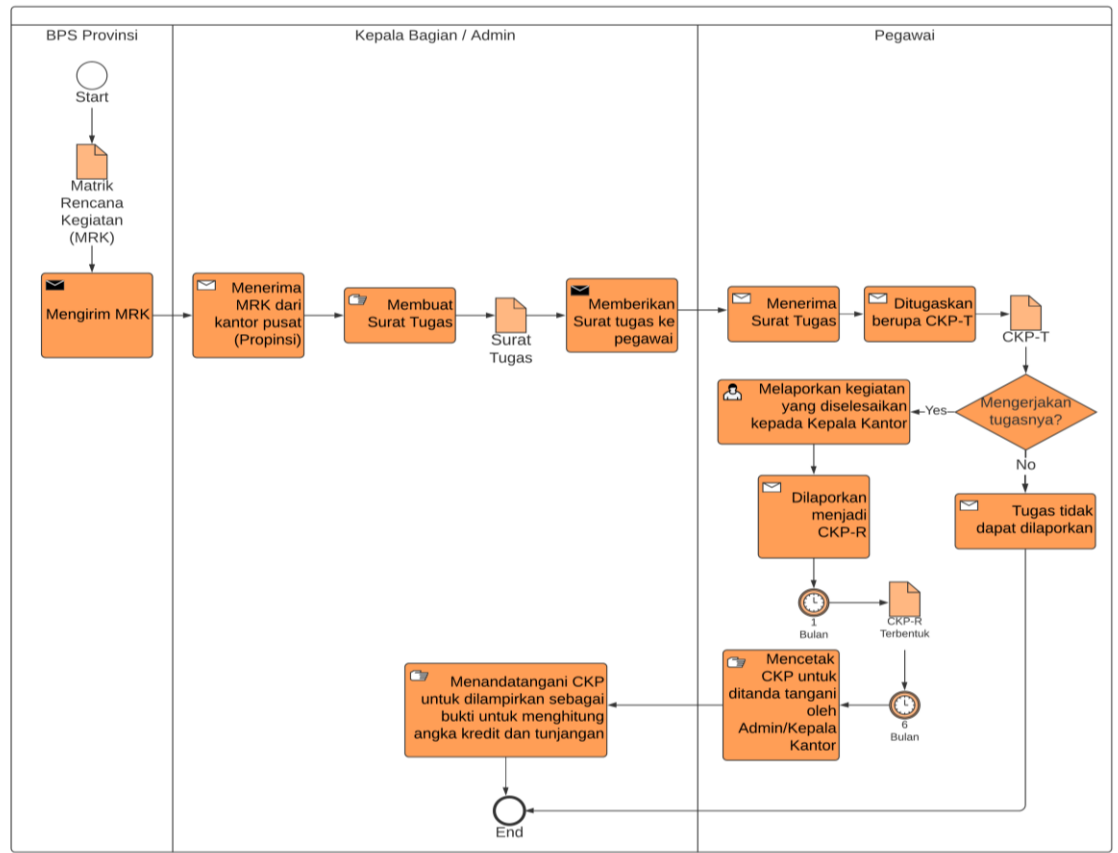 BPS Provinsi
Kepala Bagian / Admin
Pegawai
Start
Matrik
Rencana
Kegiatan
(MRK)
Mengirim MRK
Menerima
MRK dari
kantor pusat
(Propinsi)
Membuat
Surat Tugas
Surat
Tugas
Memberikan
Surat tugas ke
pegawai
Menerima
Surat Tugas
Ditugaskan
berupa CKP-T
CKP-T
Mengerjakan
tugasnya?
Yes
No
Melaporkan kegiatan
yang diselesaikan
kepada Kepala Kantor
Dilaporkan
menjadi
CKP-R
Tugas tidak
dapat dilaporkan
1
Bulan
CKP-R
Terbentuk
6
Bulan
Mencetak
CKP untuk
ditanda tangani
oleh
Admin/Kepala
Kantor
Menandatangani CKP
untuk dilampirkan sebagai
bukti untuk menghitung
angka kredit dan tunjangan
End